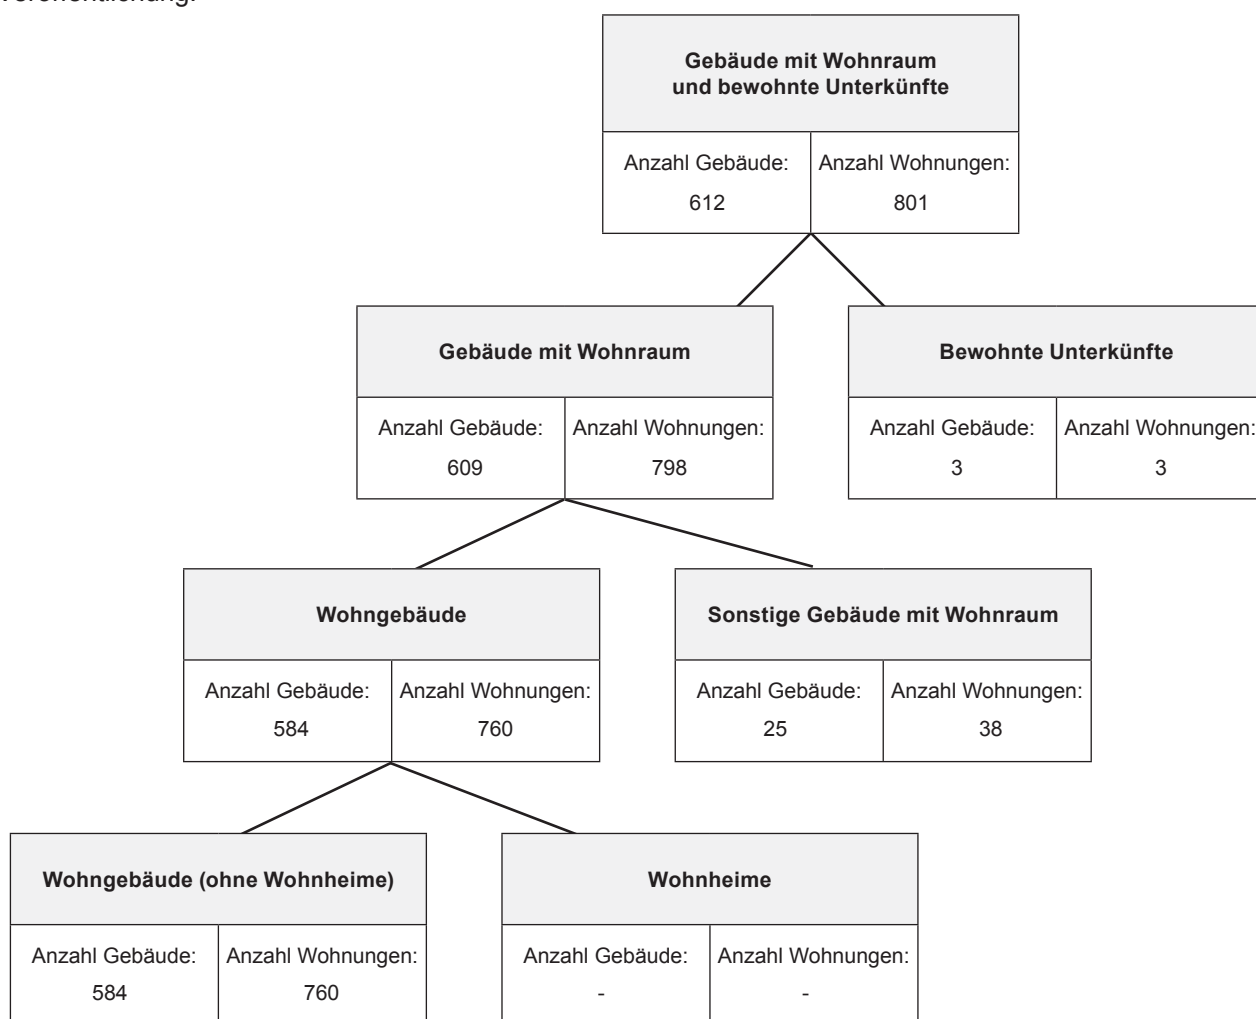 Gebäude mit Wohnraum
und bewohnte Unterkünfte
Anzahl Gebäude: Anzahl Wohnungen:
612 801
Gebäude mit Wohnraum Bewohnte Unterkünfte
Anzahl Gebäude: Anzahl Wohnungen: Anzahl Gebäude: Anzahl Wohnungen:
609 798 3 3
Wohngebäude Sonstige Gebäude mit Wohnraum
Anzahl Gebäude: Anzahl Wohnungen: Anzahl Gebäude: Anzahl Wohnungen:
584 760 25 38
Wohngebäude (ohne Wohnheime) Wohnheime
Anzahl Gebäude: Anzahl Wohnungen: Anzahl Gebäude: Anzahl Wohnungen:
584 760 - -